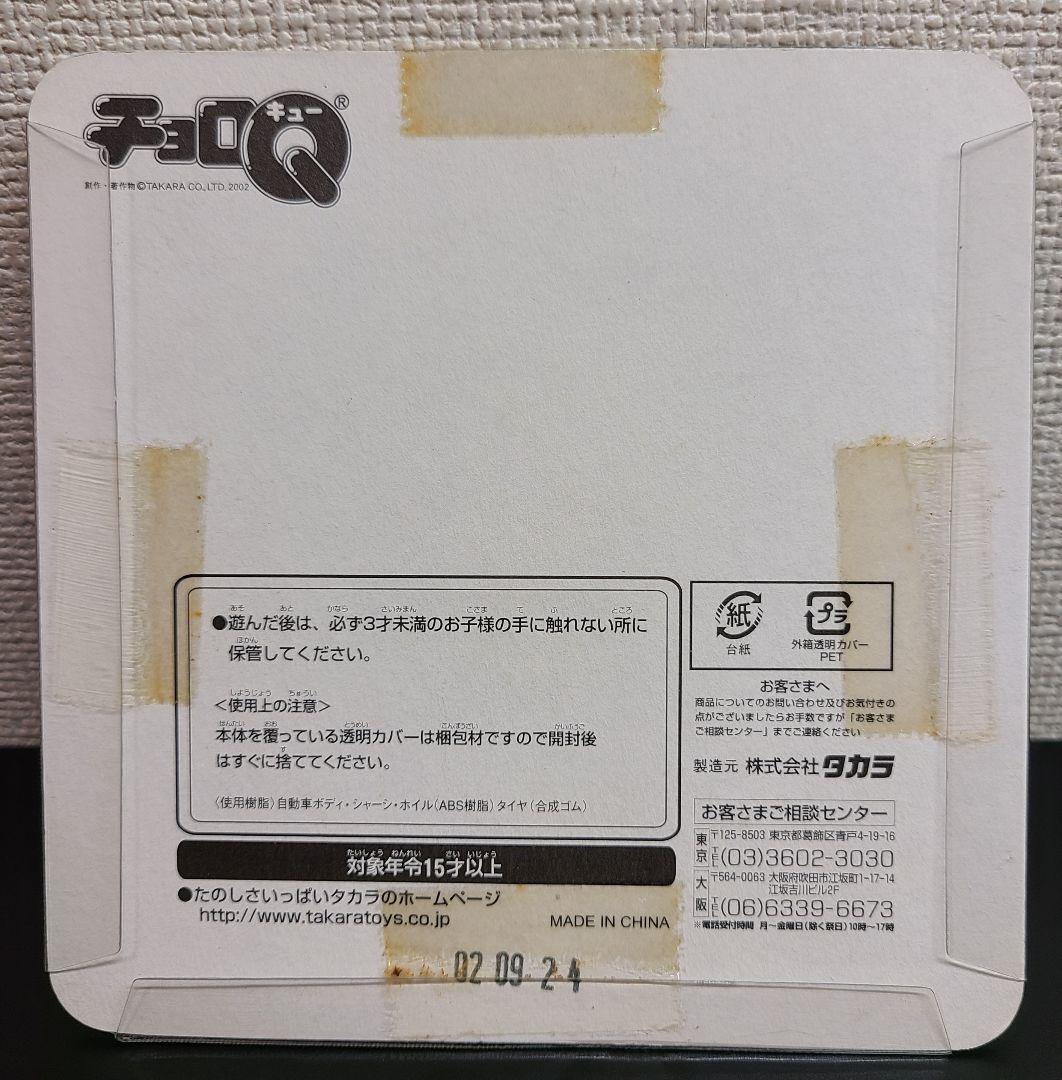 チョロQ®
キュー
創作・著作物©TAKARA CO.,LTD. 2002
●遊んだ後は、必ず3才未満のお子様の手に触れない所に
保管してください。
<使用上の注意>
本体を覆っている透明カバーは梱包材ですので開封後
はすぐに捨ててください。
〈使用樹脂〉自動車ボディ・シャーシ・ホイル(ABS樹脂)タイヤ(合成ゴム)
対象年令15才以上
●たのしさいっぱいタカラのホームページ
http://www.takaratoys.co.jp
MADE IN CHINA
02 09 24
紙
台紙
プラ
外箱透明カバー
PET
お客さまへ
商品についてのお問い合わせ及びお気付きの
点がございましたらお手数ですが「お客さま
ご相談センター」までご連絡ください
製造元 株式会社タカラ
お客さまご相談センター
東京 〒125-8503 東京都葛飾区青戸4-19-16
TEL(03)3602-3030
大阪 〒564-0063 大阪府吹田市江坂町1-17-14
江坂吉川ビル2F
TEL(06)6339-6673
※電話受付時間 月〜金曜日(除く祭日)10時〜17時